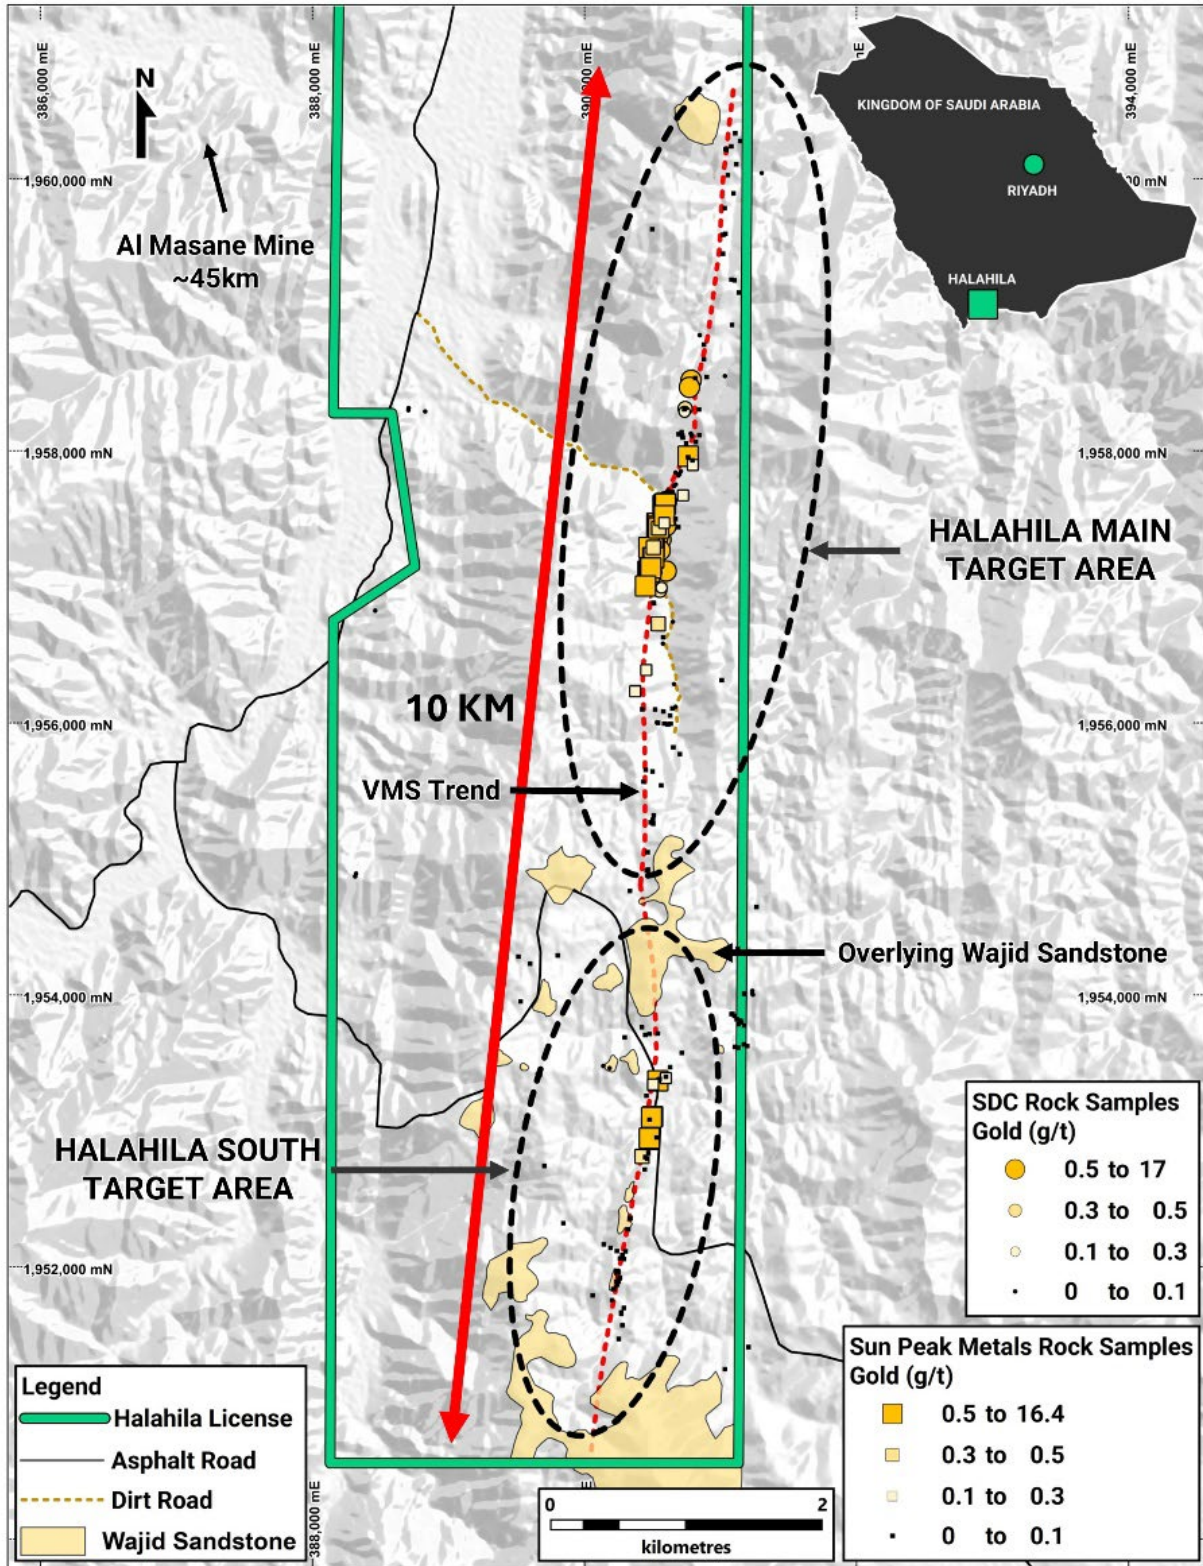 386,000 mE
388,000 mE
394,000 mE
N
KINGDOM OF SAUDI ARABIA
RIYADH
HALAHILA
1,960,000 mN
Al Masane Mine
~45km
1,958,000 mN
1,958,000 mN
HALAHILA MAIN
TARGET AREA
10 KM
1,956,000 mN
1,956,000 mN
VMS Trend
Overlying Wajid Sandstone
1,954,000 mN
1,954,000 mN
HALAHILA SOUTH
TARGET AREA
1,952,000 mN
SDC Rock Samples
Gold (g/t)
0.5 to 17
0.3 to 0.5
0.1 to 0.3
0 to 0.1
Sun Peak Metals Rock Samples
Gold (g/t)
0.5 to 16.4
0.3 to 0.5
0.1 to 0.3
0 to 0.1
Legend
Halahila License
Asphalt Road
Dirt Road
Wajid Sandstone
388,000 mE
0 2
kilometres